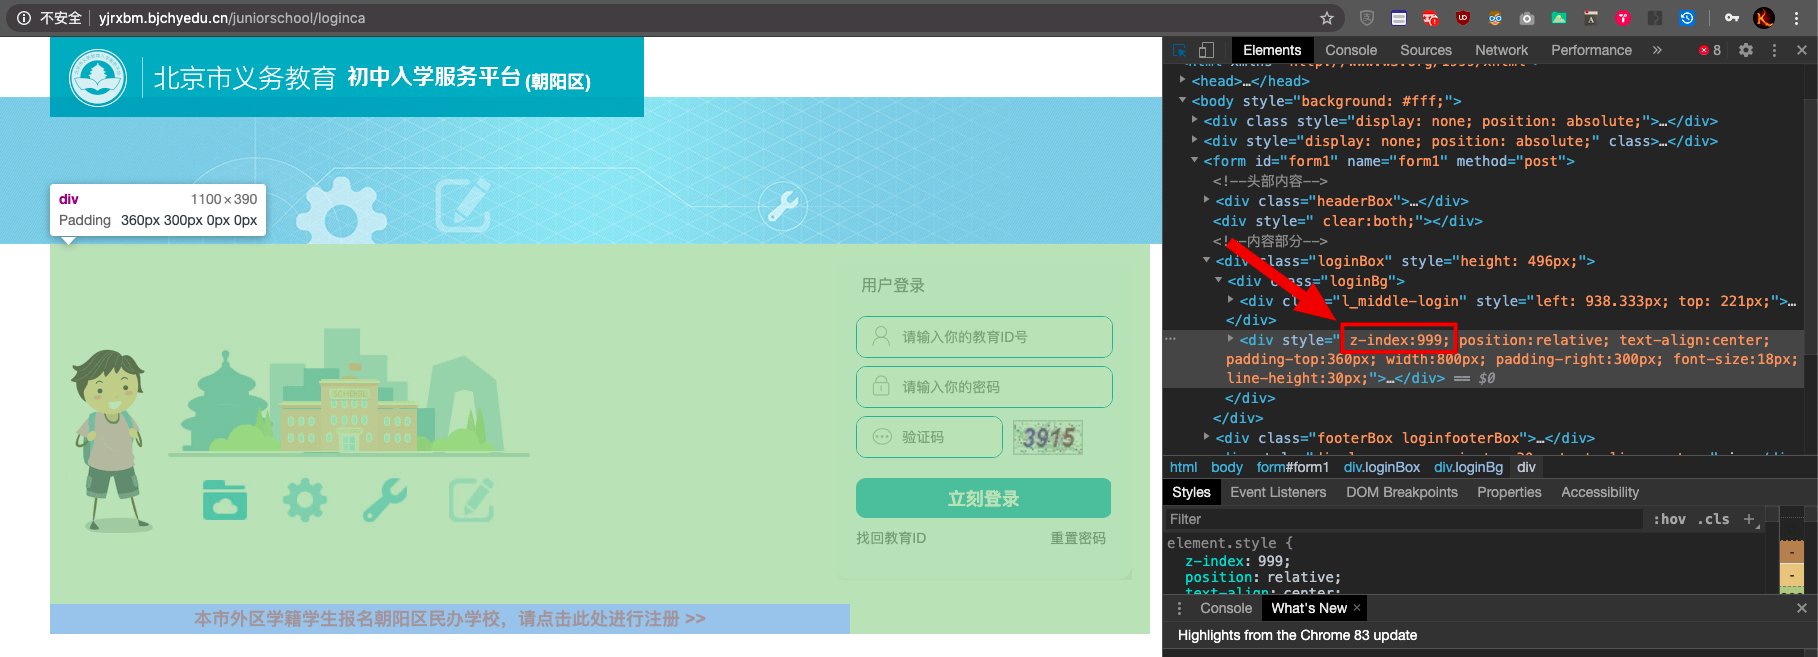 不安全 yjrxbm.bjchyedu.cn/juniorschool/loginca
北京市义务教育 初中入学服务平台(朝阳区)
div 1100×390
Padding 360px 300px 0px 0px
用户登录
请输入你的教育ID号
请输入你的密码
验证码 3915
立刻登录
找回教育ID 重置密码
SCHOOL
本市外区学籍学生报名朝阳区民办学校，请点击此处进行注册 >>
Elements Console Sources Network Performance » 8
<head>…</head>
<body style="background: #fff;">
<div class style="display: none; position: absolute;">…</div>
<div style="display: none; position: absolute;" class>…</div>
<form id="form1" name="form1" method="post">
<!--头部内容-->
<div class="headerBox">…</div>
<div style=" clear:both;"></div>
<!--内容部分-->
<div class="loginBox" style="height: 496px;">
<div class="loginBg">
<div "l_middle-login" style="left: 938.333px; top: 221px;">…
</div>
<div style=" z-index:999; position:relative; text-align:center;
padding-top:360px; width:800px; padding-right:300px; font-size:18px;
line-height:30px;">…</div> == $0
</div>
</div>
<div class="footerBox loginfooterBox">…</div>
html body form#form1 div.loginBox div.loginBg div
Styles Event Listeners DOM Breakpoints Properties Accessibility
Filter :hov .cls +
element.style {
z-index: 999;
position: relative;
text-align: center;
Console What's New ×
Highlights from the Chrome 83 update